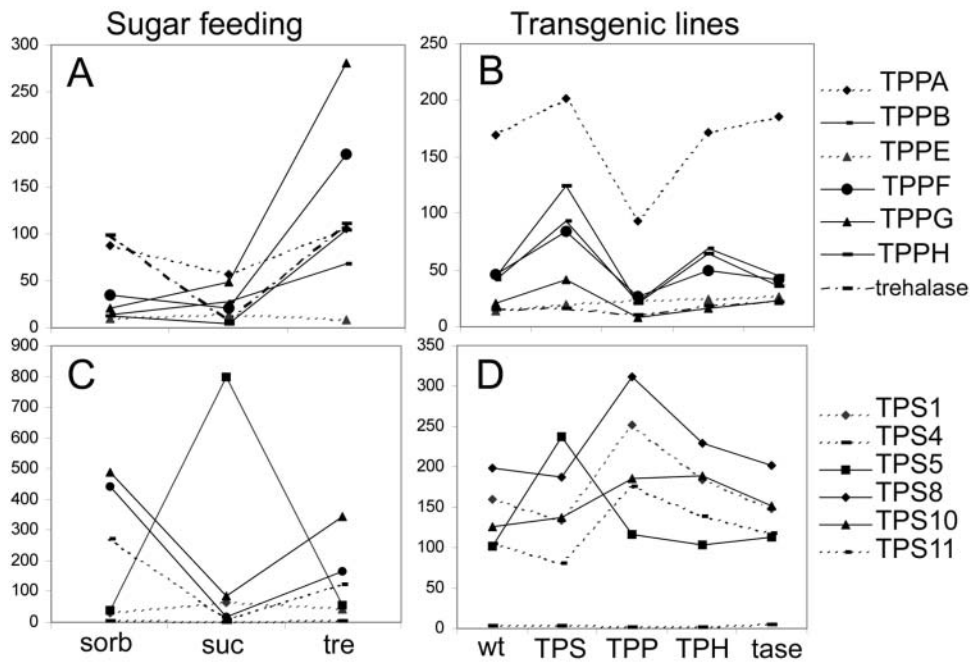 Sugar feeding
Transgenic lines
A
300
250
200
150
100
50
0
B
250
200
150
100
50
0
TPPA
TPPB
TPPE
TPPF
TPPG
TPPH
trehalase
C
900
800
700
600
500
400
300
200
100
0
sorb suc tre
D
350
300
250
200
150
100
50
0
wt TPS TPP TPH tase
TPS1
TPS4
TPS5
TPS8
TPS10
TPS11